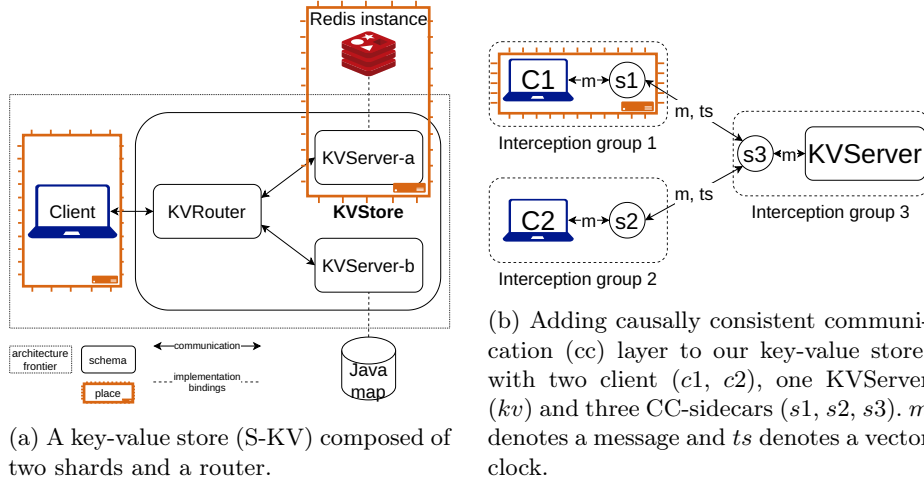 Redis instance
KVServer-a
Client
KVRouter
KVStore
KVServer-b
architecture
frontier
schema
place
communication
implementation
bindings
Java
map
(a) A key-value store (S-KV) composed of
two shards and a router.
C1
m
s1
m, ts
Interception group 1
s3
m
KVServer
m, ts
C2
m
s2
Interception group 3
Interception group 2
(b) Adding causally consistent communi-
cation (cc) layer to our key-value store
with two client (c1, c2), one KVServer
(kv) and three CC-sidecars (s1, s2, s3). m
denotes a message and ts denotes a vector
clock.